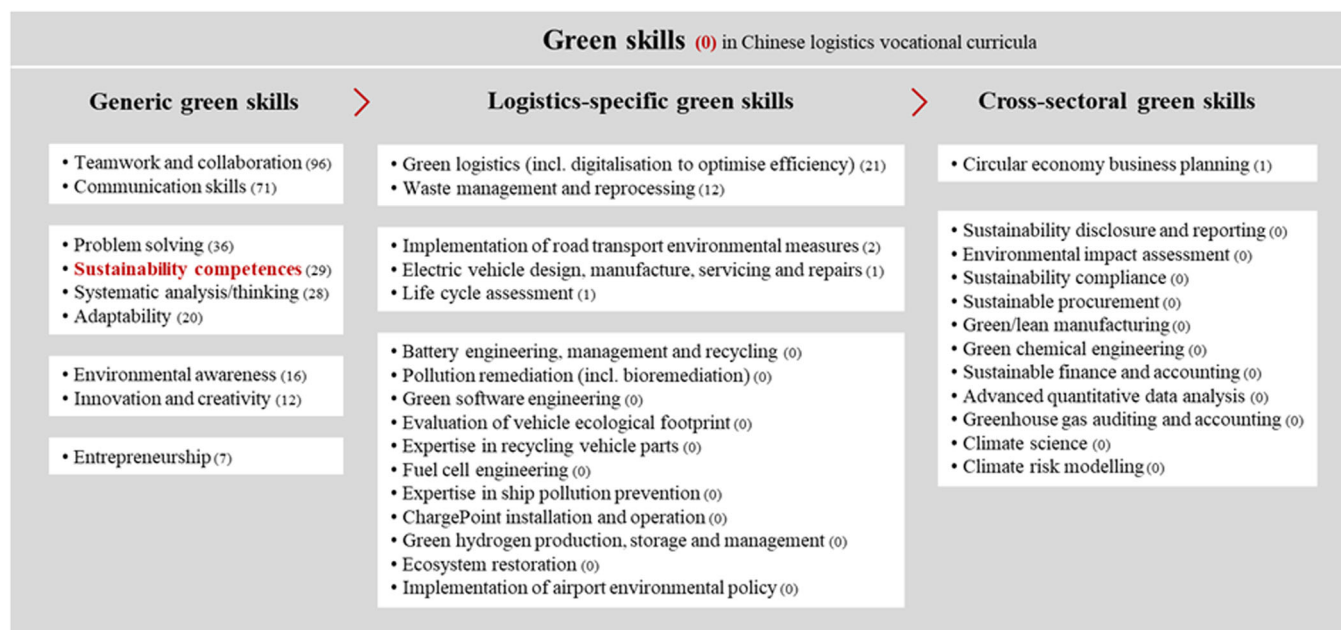 Green skills (0) in Chinese logistics vocational curricula
Generic green skills
• Teamwork and collaboration (96)
• Communication skills (71)
• Problem solving (36)
• Sustainability competences (29)
• Systematic analysis/thinking (28)
• Adaptability (20)
• Environmental awareness (16)
• Innovation and creativity (12)
• Entrepreneurship (7)
Logistics-specific green skills
• Green logistics (incl. digitalisation to optimise efficiency) (21)
• Waste management and reprocessing (12)
• Implementation of road transport environmental measures (2)
• Electric vehicle design, manufacture, servicing and repairs (1)
• Life cycle assessment (1)
• Battery engineering, management and recycling (0)
• Pollution remediation (incl. bioremediation) (0)
• Green software engineering (0)
• Evaluation of vehicle ecological footprint (0)
• Expertise in recycling vehicle parts (0)
• Fuel cell engineering (0)
• Expertise in ship pollution prevention (0)
• ChargePoint installation and operation (0)
• Green hydrogen production, storage and management (0)
• Ecosystem restoration (0)
• Implementation of airport environmental policy (0)
Cross-sectoral green skills
• Circular economy business planning (1)
• Sustainability disclosure and reporting (0)
• Environmental impact assessment (0)
• Sustainability compliance (0)
• Sustainable procurement (0)
• Green/lean manufacturing (0)
• Green chemical engineering (0)
• Sustainable finance and accounting (0)
• Advanced quantitative data analysis (0)
• Greenhouse gas auditing and accounting (0)
• Climate science (0)
• Climate risk modelling (0)